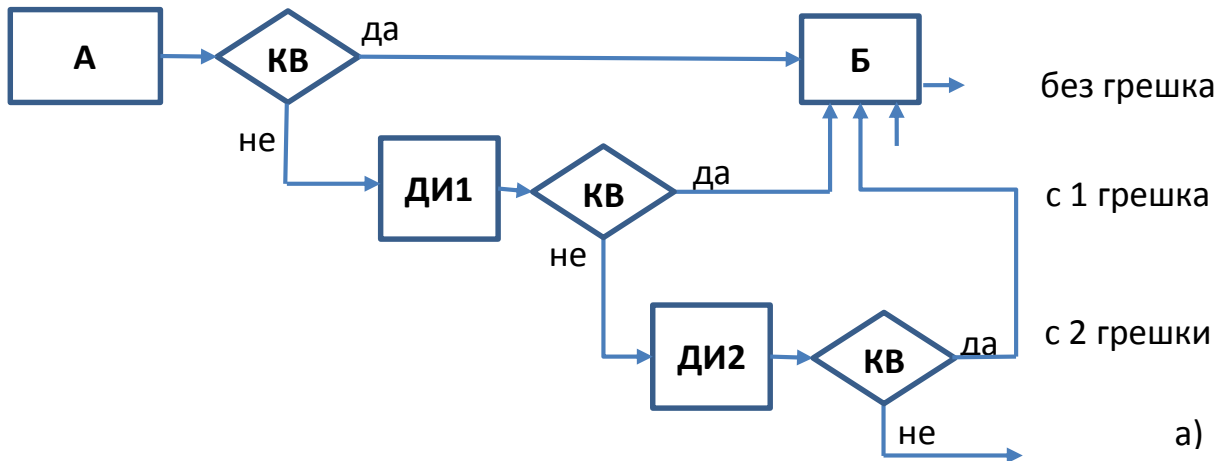 А
КВ
да
Б
без грешка
не
ДИ1
КВ
да
с 1 грешка
не
ДИ2
КВ
да
с 2 грешки
не
а)